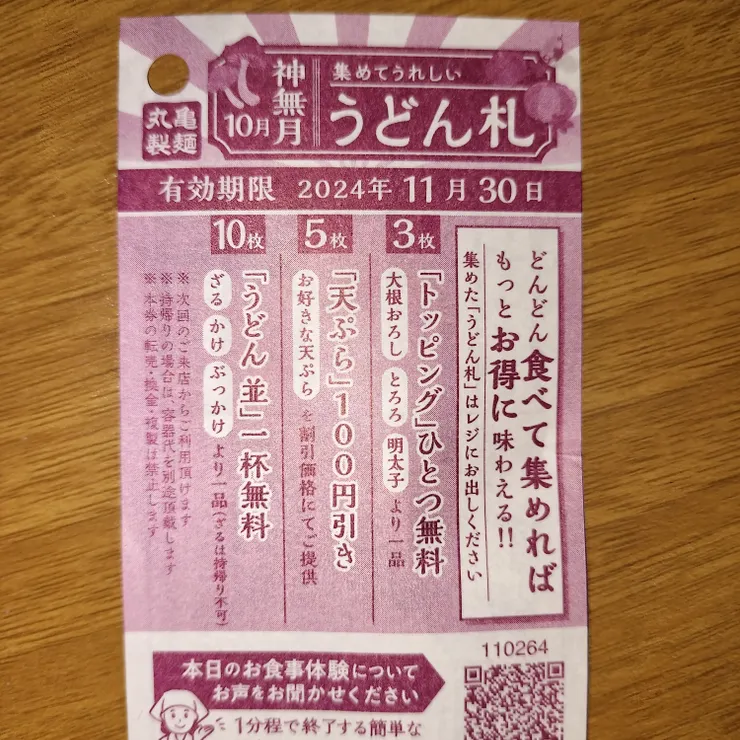 丸亀製麺
神無月
10月
集めてうれしい
うどん札
有効期限 2024年 11月 30日
どんどん食べて集めれば
もっとお得に味わえる!!
集めた「うどん札」はレジにお出しください
3枚
「トッピング」ひとつ無料
大根おろし とろろ 明太子 より一品
5枚
「天ぷら」100円引き
お好きな天ぷら を割引価格にてご提供
10枚
「うどん 並」一杯無料
ざる かけ ぶっかけ より一品(ざるは持帰り不可)
※次回のご来店からご利用頂けます
※持帰りの場合は、容器代を別途頂戴します
※本券の転売・換金・複製は禁止します
本日のお食事体験について
お声をお聞かせください
1分程で終了する簡単な
110264